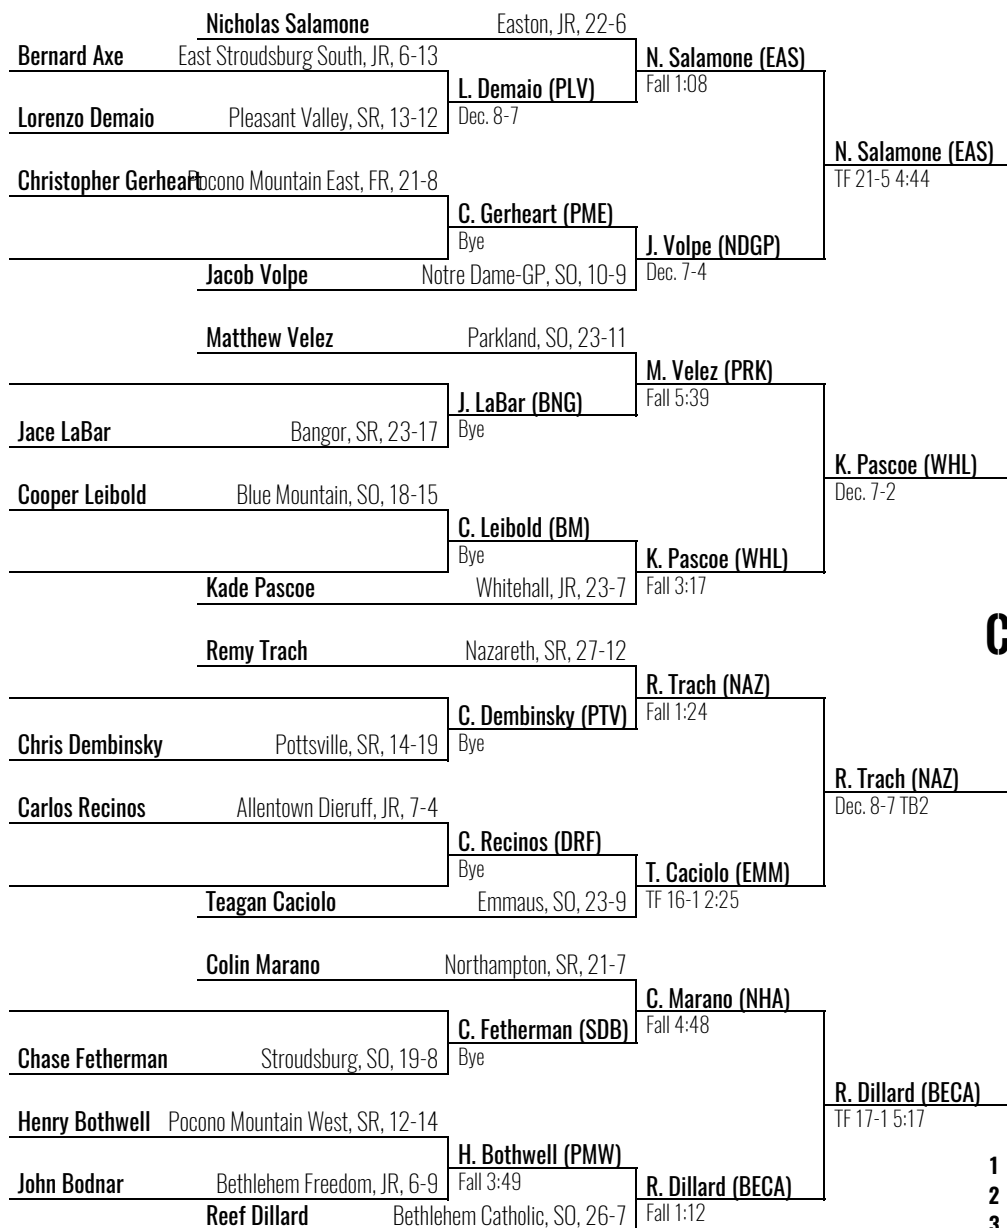 Nicholas Salamone Easton, JR, 22-6
Bernard Axe East Stroudsburg South, JR, 6-13
N. Salamone (EAS)
Fall 1:08
L. Demaio (PLV)
Dec. 8-7
Lorenzo Demaio Pleasant Valley, SR, 13-12
N. Salamone (EAS)
TF 21-5 4:44
Christopher Gerheart Pocono Mountain East, FR, 21-8
C. Gerheart (PME)
Bye
J. Volpe (NDGP)
Dec. 7-4
Jacob Volpe Notre Dame-GP, SO, 10-9
Matthew Velez Parkland, SO, 23-11
M. Velez (PRK)
Fall 5:39
J. LaBar (BNG)
Bye
Jace LaBar Bangor, SR, 23-17
K. Pascoe (WHL)
Dec. 7-2
Cooper Leibold Blue Mountain, SO, 18-15
C. Leibold (BM)
Bye
K. Pascoe (WHL)
Fall 3:17
Kade Pascoe Whitehall, JR, 23-7
C
Remy Trach Nazareth, SR, 27-12
R. Trach (NAZ)
Fall 1:24
C. Dembinsky (PTV)
Bye
Chris Dembinsky Pottsville, SR, 14-19
R. Trach (NAZ)
Dec. 8-7 TB2
Carlos Recinos Allentown Dieruff, JR, 7-4
C. Recinos (DRF)
Bye
T. Caciolo (EMM)
TF 16-1 2:25
Teagan Caciolo Emmaus, SO, 23-9
Colin Marano Northampton, SR, 21-7
C. Marano (NHA)
Fall 4:48
C. Fetherman (SDB)
Bye
Chase Fetherman Stroudsburg, SO, 19-8
R. Dillard (BECA)
TF 17-1 5:17
Henry Bothwell Pocono Mountain West, SR, 12-14
H. Bothwell (PMW)
Fall 3:49
John Bodnar Bethlehem Freedom, JR, 6-9
R. Dillard (BECA)
Fall 1:12
Reef Dillard Bethlehem Catholic, SO, 26-7
1
2
3